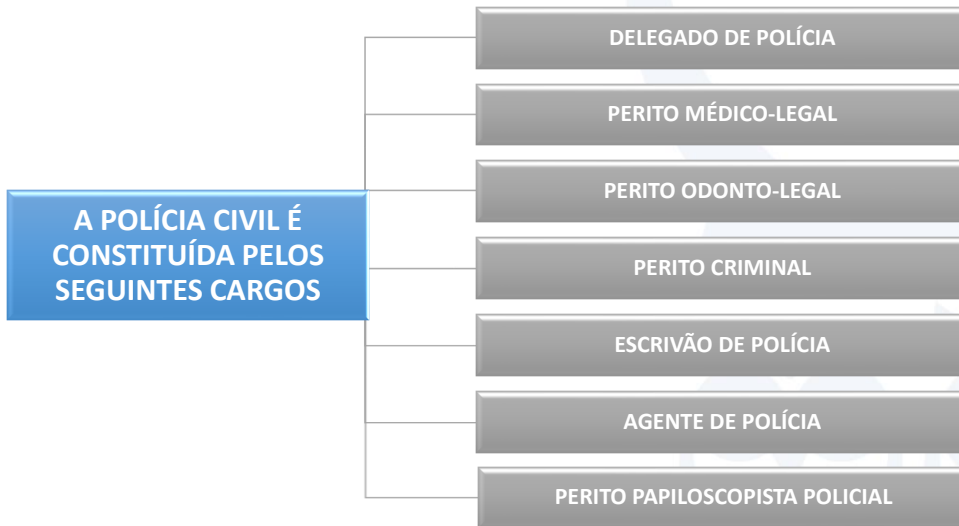 A POLÍCIA CIVIL É
CONSTITUÍDA PELOS
SEGUINTES CARGOS
DELEGADO DE POLÍCIA
PERITO MÉDICO-LEGAL
PERITO ODONTO-LEGAL
PERITO CRIMINAL
ESCRIVÃO DE POLÍCIA
AGENTE DE POLÍCIA
PERITO PAPILOSCOPISTA POLICIAL